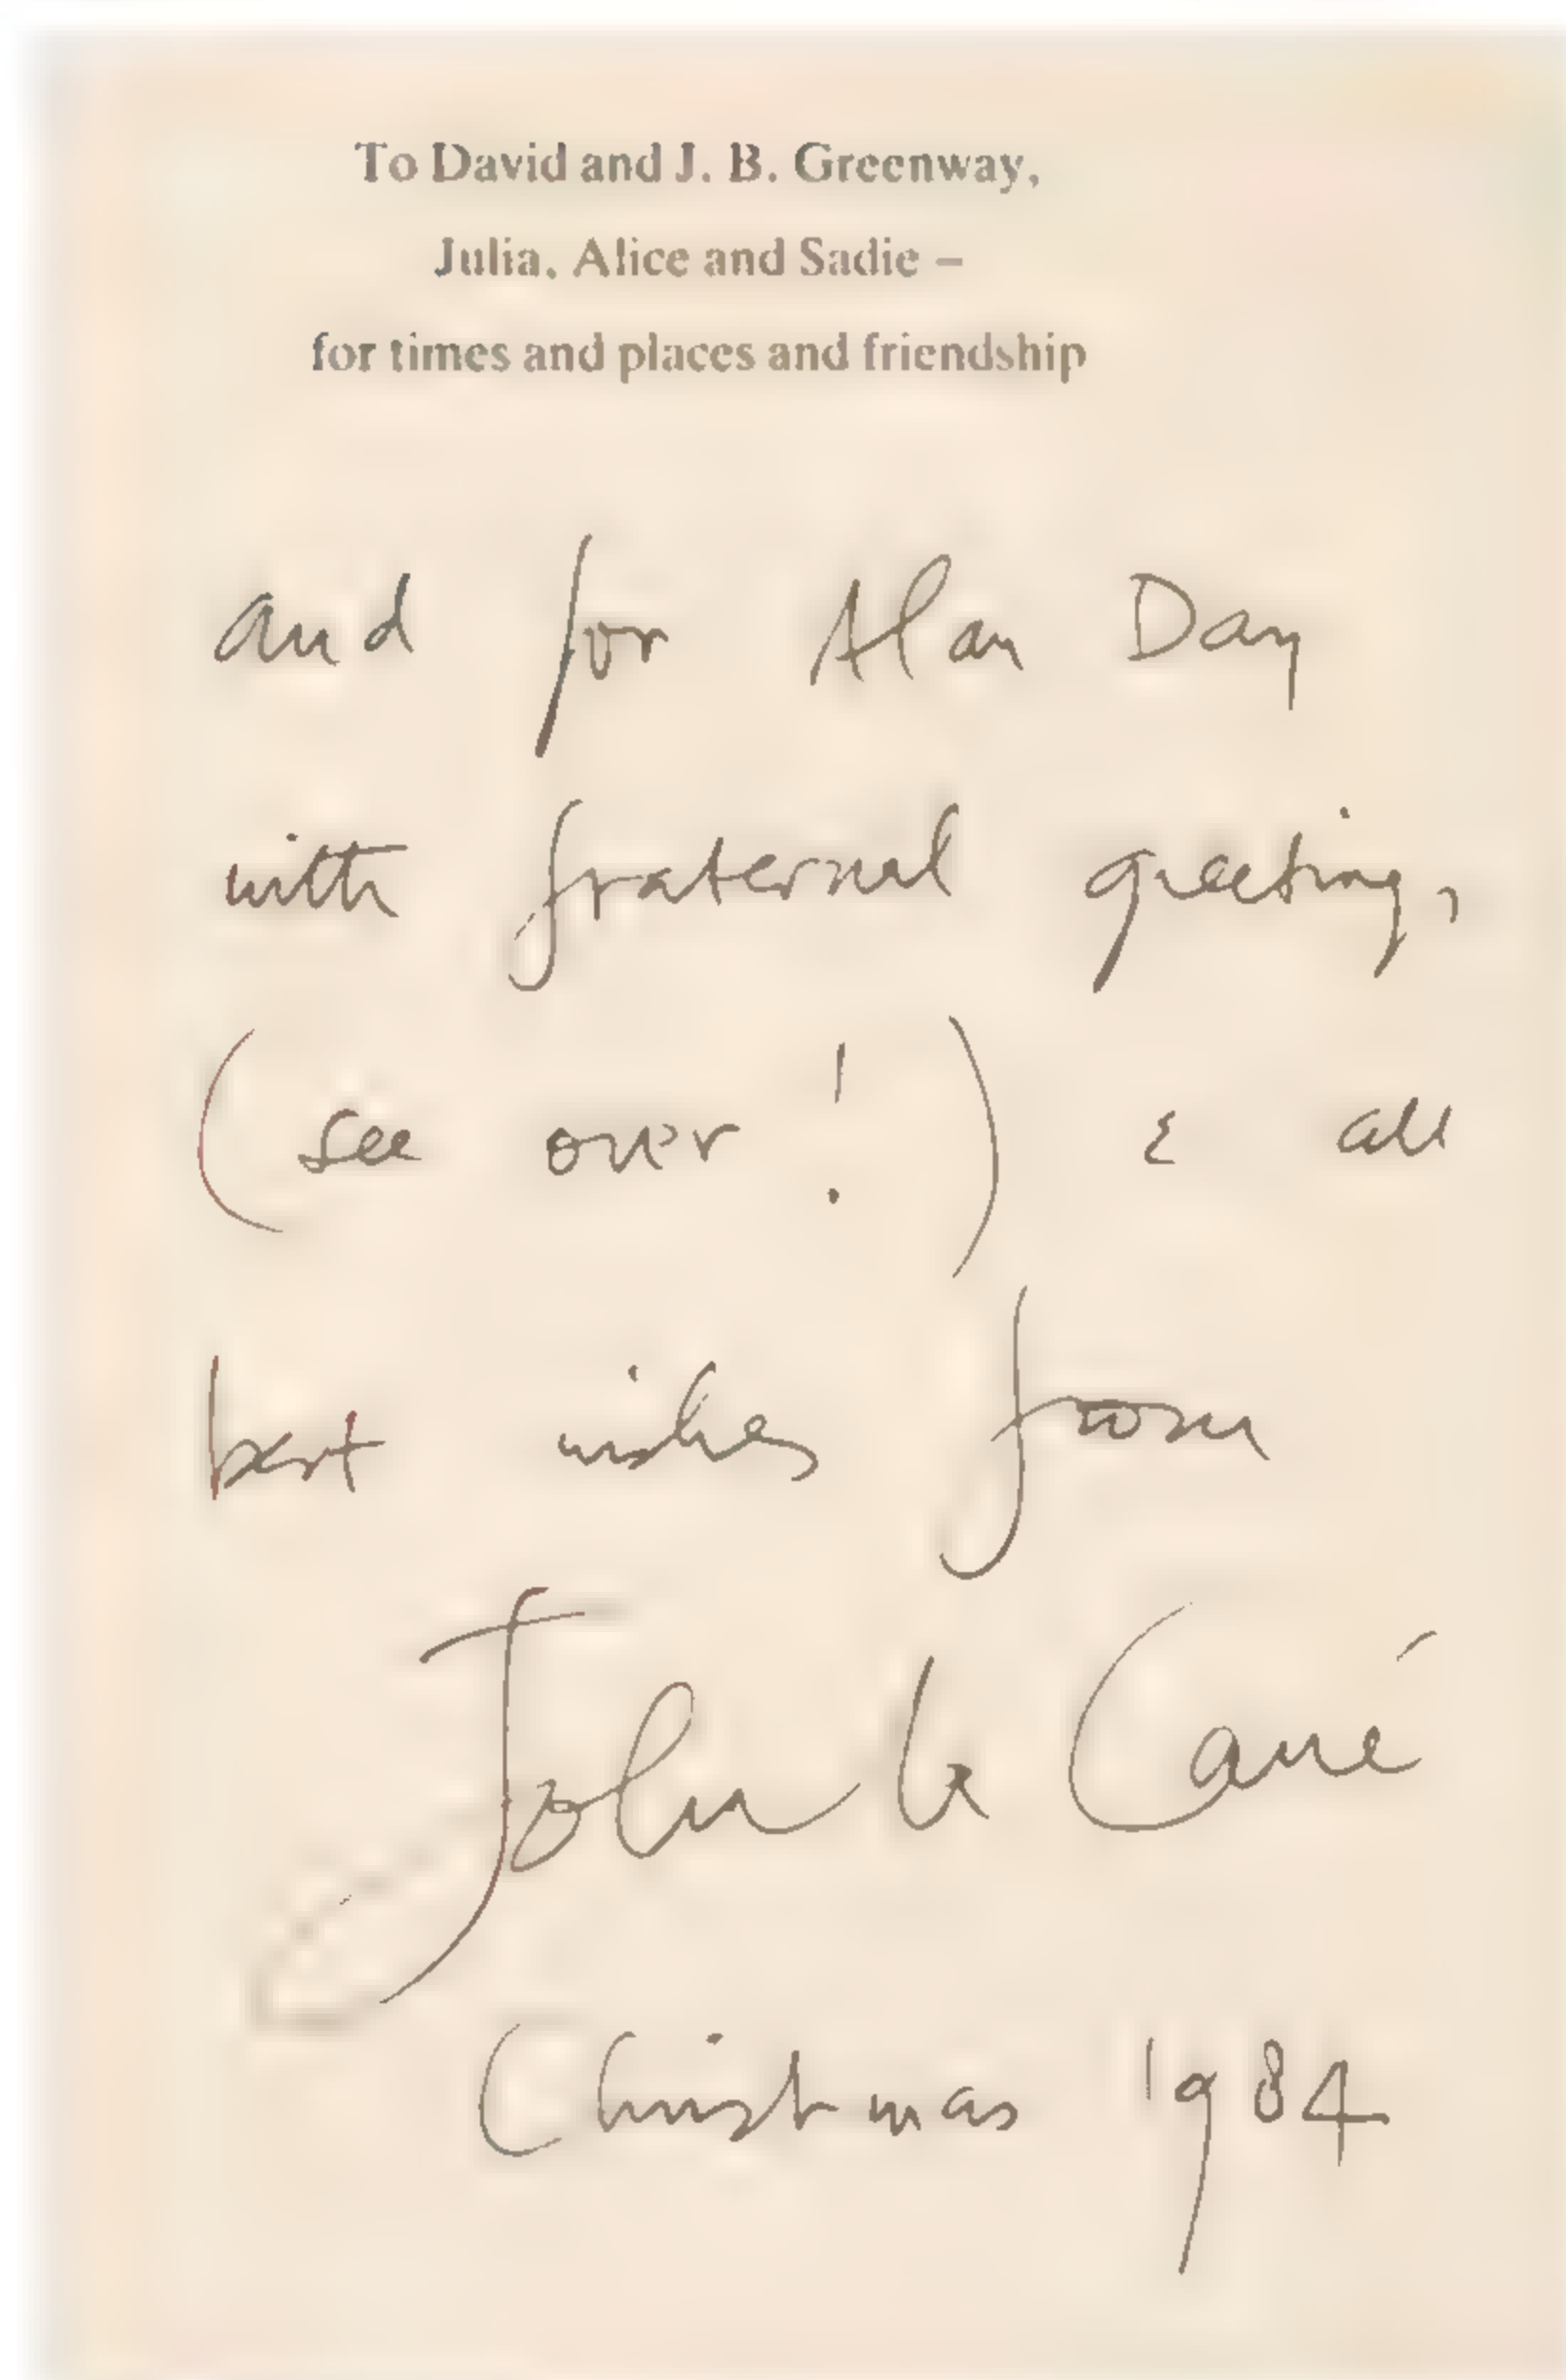 To David and J. B. Greenway,
Julia, Alice and Sadie –
for times and places and friendship
and for Alan Day
with fraternal greetings
(see over!) & all
best wishes from
John le Carré
Christmas 1984